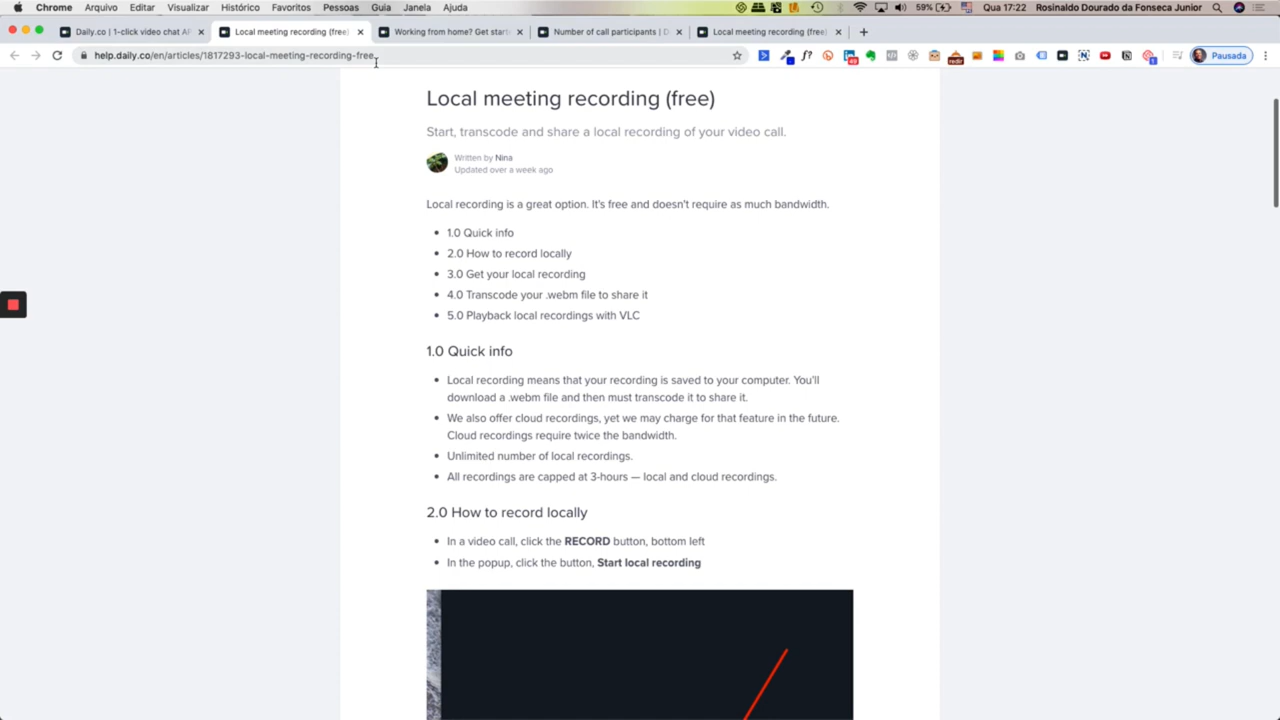 Chrome Arquivo Editar Visualizar Histórico Favoritos Pessoas Guia Janela Ajuda 59% Qua 17:22 Rosinaldo Dourado da Fonseca Junior
Daily.co | 1-click video chat AP Local meeting recording (free) Working from home? Get start Number of call participants | D Local meeting recording (free)
help.daily.co/en/articles/1817293-local-meeting-recording-free Pausada
Local meeting recording (free)
Start, transcode and share a local recording of your video call.
Written by Nina
Updated over a week ago
Local recording is a great option. It's free and doesn't require as much bandwidth.
• 1.0 Quick info
• 2.0 How to record locally
• 3.0 Get your local recording
• 4.0 Transcode your .webm file to share it
• 5.0 Playback local recordings with VLC
1.0 Quick info
• Local recording means that your recording is saved to your computer. You'll
download a .webm file and then must transcode it to share it.
• We also offer cloud recordings, yet we may charge for that feature in the future.
Cloud recordings require twice the bandwidth.
• Unlimited number of local recordings.
• All recordings are capped at 3-hours — local and cloud recordings.
2.0 How to record locally
• In a video call, click the RECORD button, bottom left
• In the popup, click the button, Start local recording